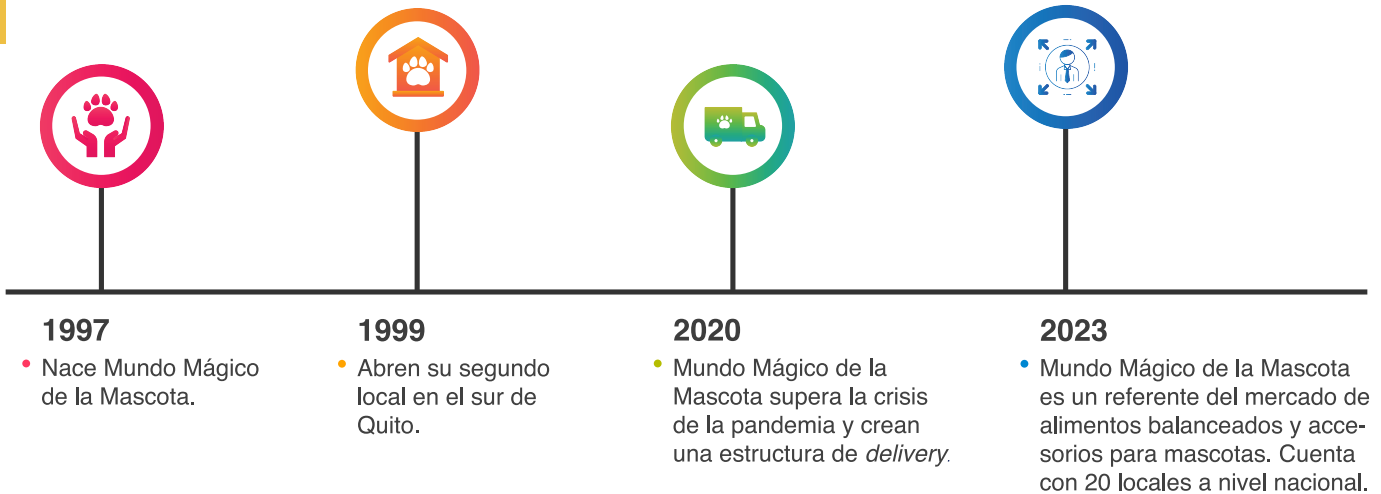 1997
Nace Mundo Mágico
de la Mascota.
1999
Abren su segundo
local en el sur de
Quito.
2020
Mundo Mágico de la
Mascota supera la crisis
de la pandemia y crean
una estructura de delivery.
2023
Mundo Mágico de la Mascota
es un referente del mercado de
alimentos balanceados y acce-
sorios para mascotas. Cuenta
con 20 locales a nivel nacional.